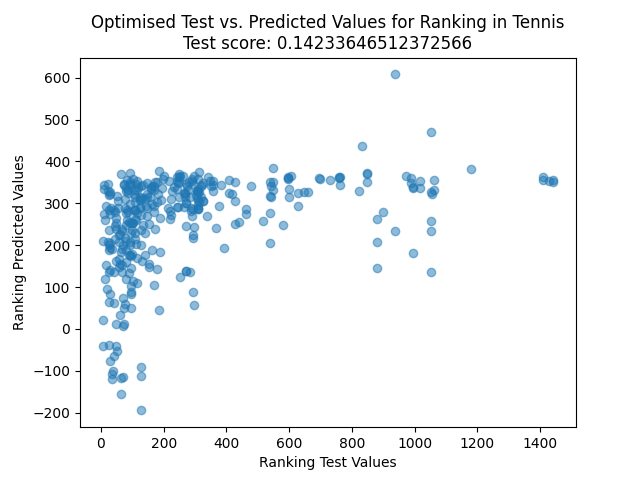 Optimised Test vs. Predicted Values for Ranking in Tennis
Test score: 0.14233646512372566
600
500
400
300
200
100
0
−100
−200
Ranking Predicted Values
0 200 400 600 800 1000 1200 1400
Ranking Test Values